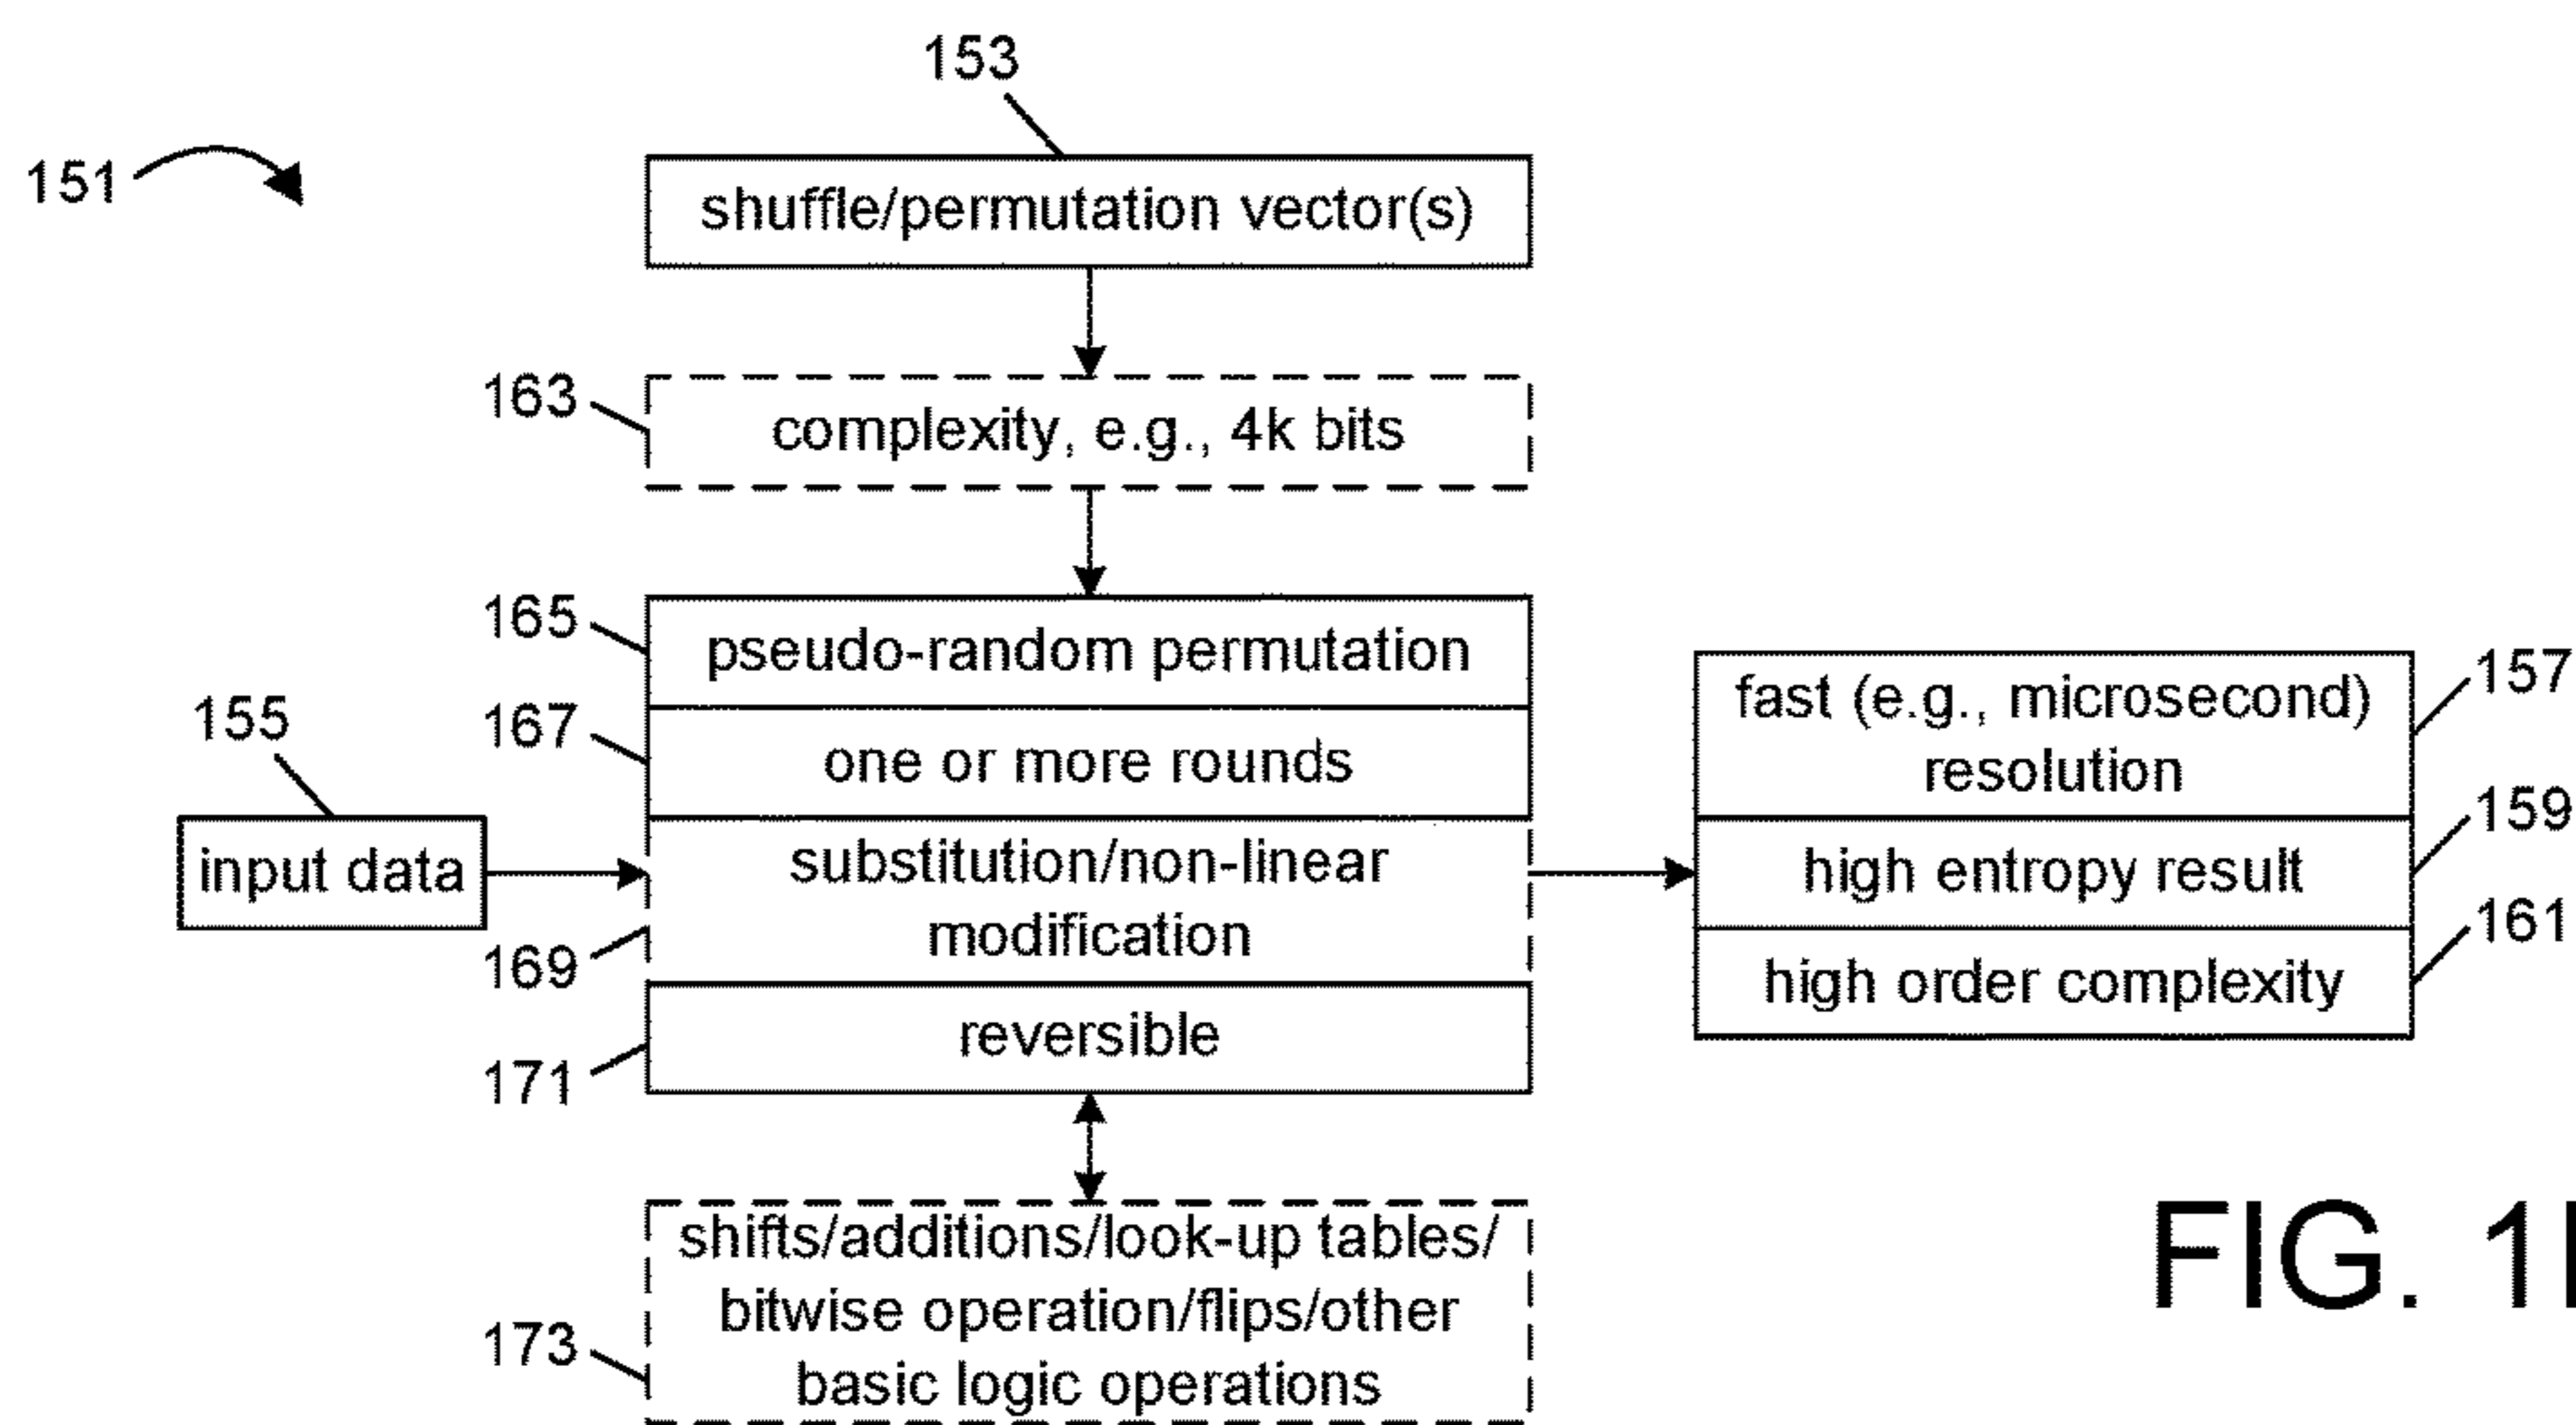 153
151
shuffle/permutation vector(s)
163
complexity, e.g., 4k bits
165
pseudo-random permutation
167
one or more rounds
155
input data
substitution/non-linear
modification
169
reversible
171
fast (e.g., microsecond)
resolution
157
high entropy result
159
high order complexity
161
shifts/additions/look-up tables/
bitwise operation/flips/other
basic logic operations
173
FIG. 1